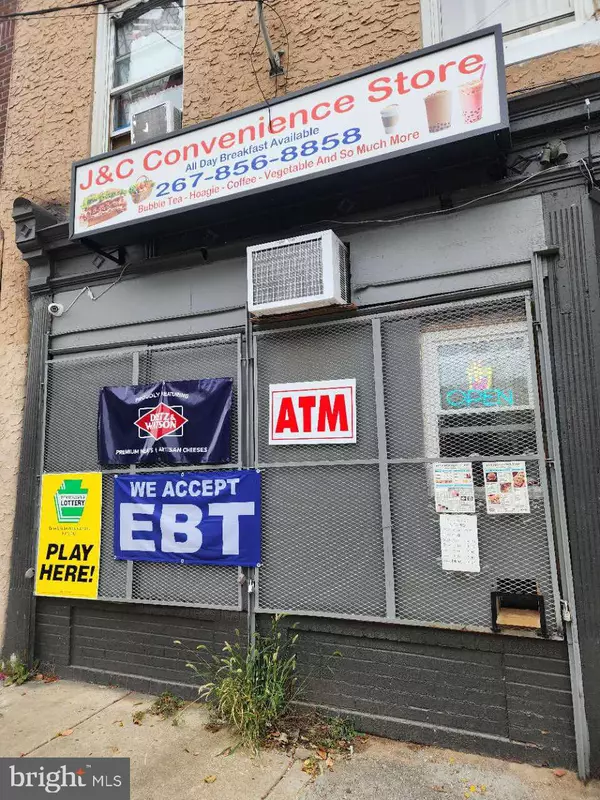 J&C Convenience Store
All Day Breakfast Available
267-856-8858
Bubble Tea - Hoagie - Coffee - Vegetable And So Much More
PROUDLY FEATURING
DIETZ &
WATSON
PREMIUM MEATS & ARTISAN CHEESES
ATM
OPEN
LOTTERY
PLAY
HERE!
WE ACCEPT
EBT
bright MLS